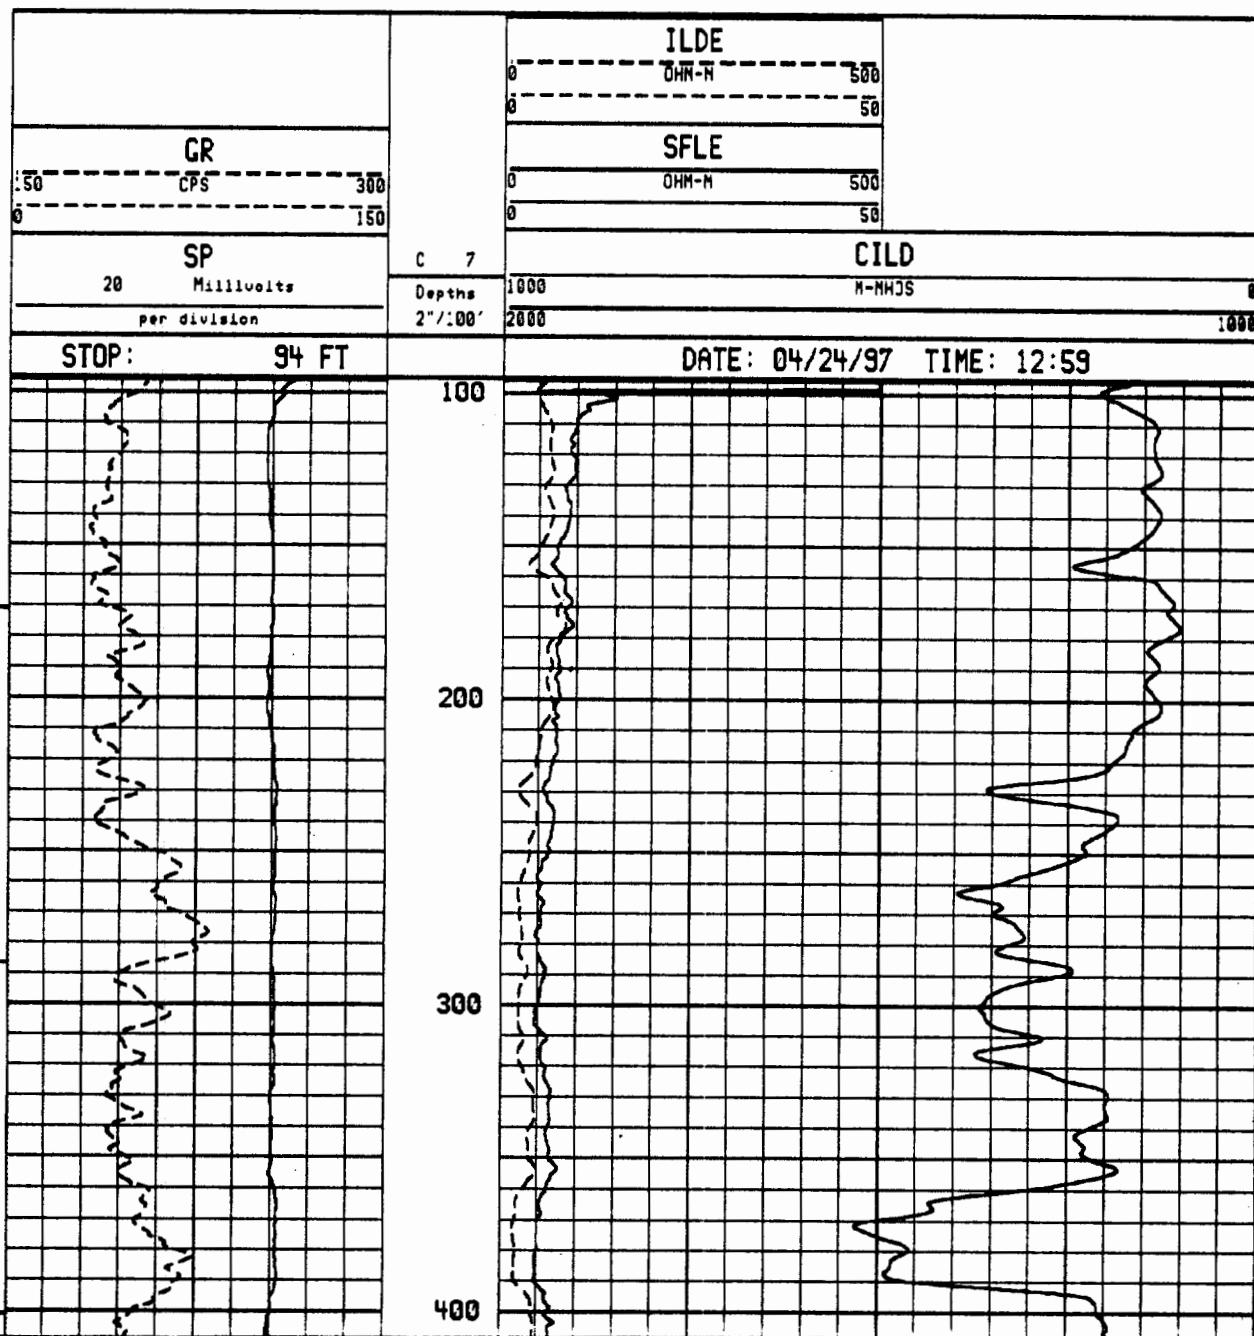 ILDE
0 OHM-M 500
0 50
GR
150 CPS 300
0 150
SFLE
0 OHM-M 500
0 50
SP
20 Millivolts
per division
C 7
Depths
2"/100'
CILD
1000 M-MHOS 0
2000 1000
STOP: 94 FT
DATE: 04/24/97 TIME: 12:59
100
200
300
400